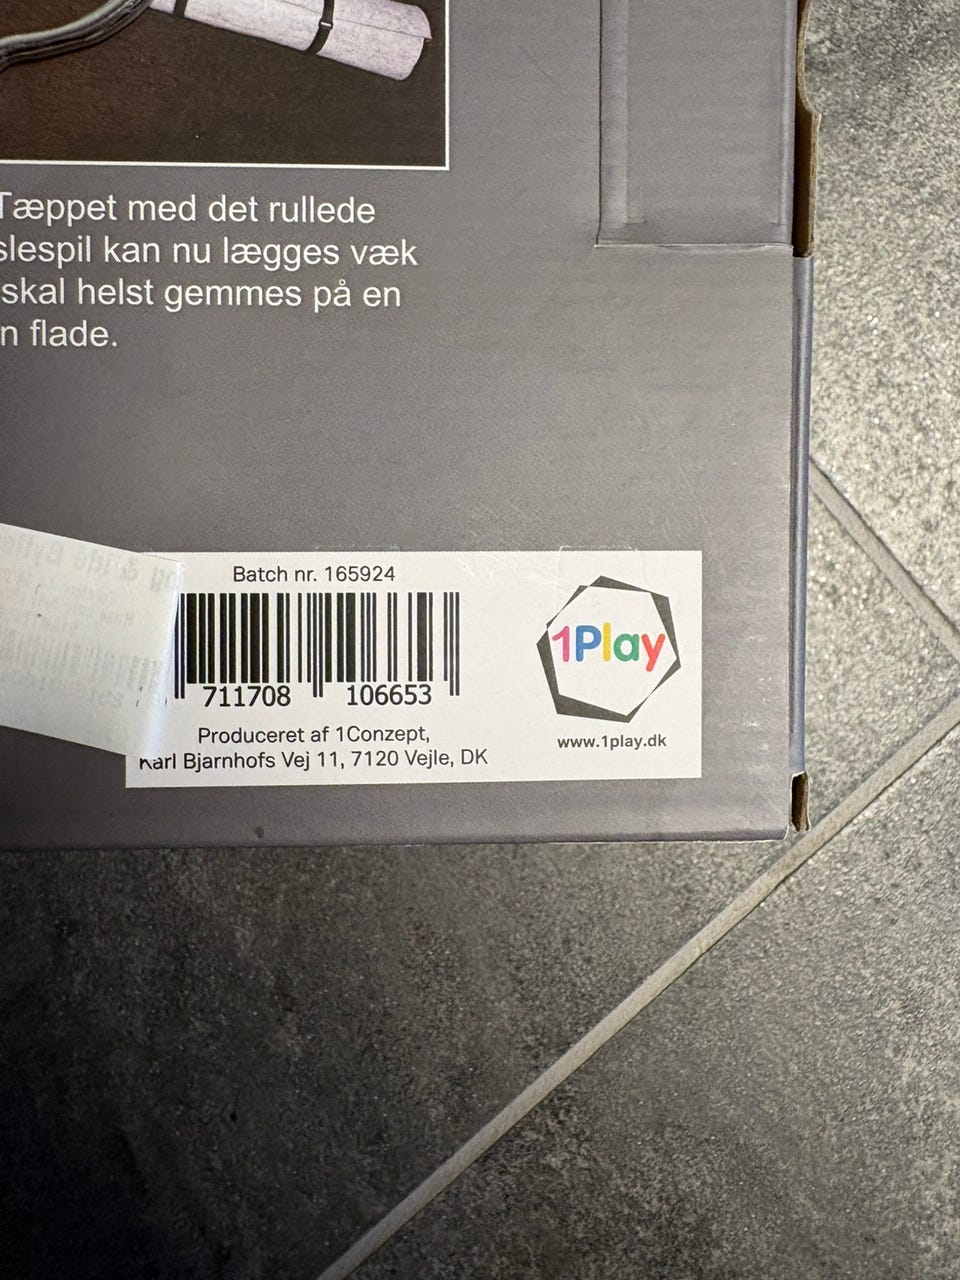 Tæppet med det rullede
slespil kan nu lægges væk
skal helst gemmes på en
n flade.
Batch nr. 165924
711708 106653
Produceret af 1Conzept,
Karl Bjarnhofs Vej 11, 7120 Vejle, DK
1Play
www.1play.dk